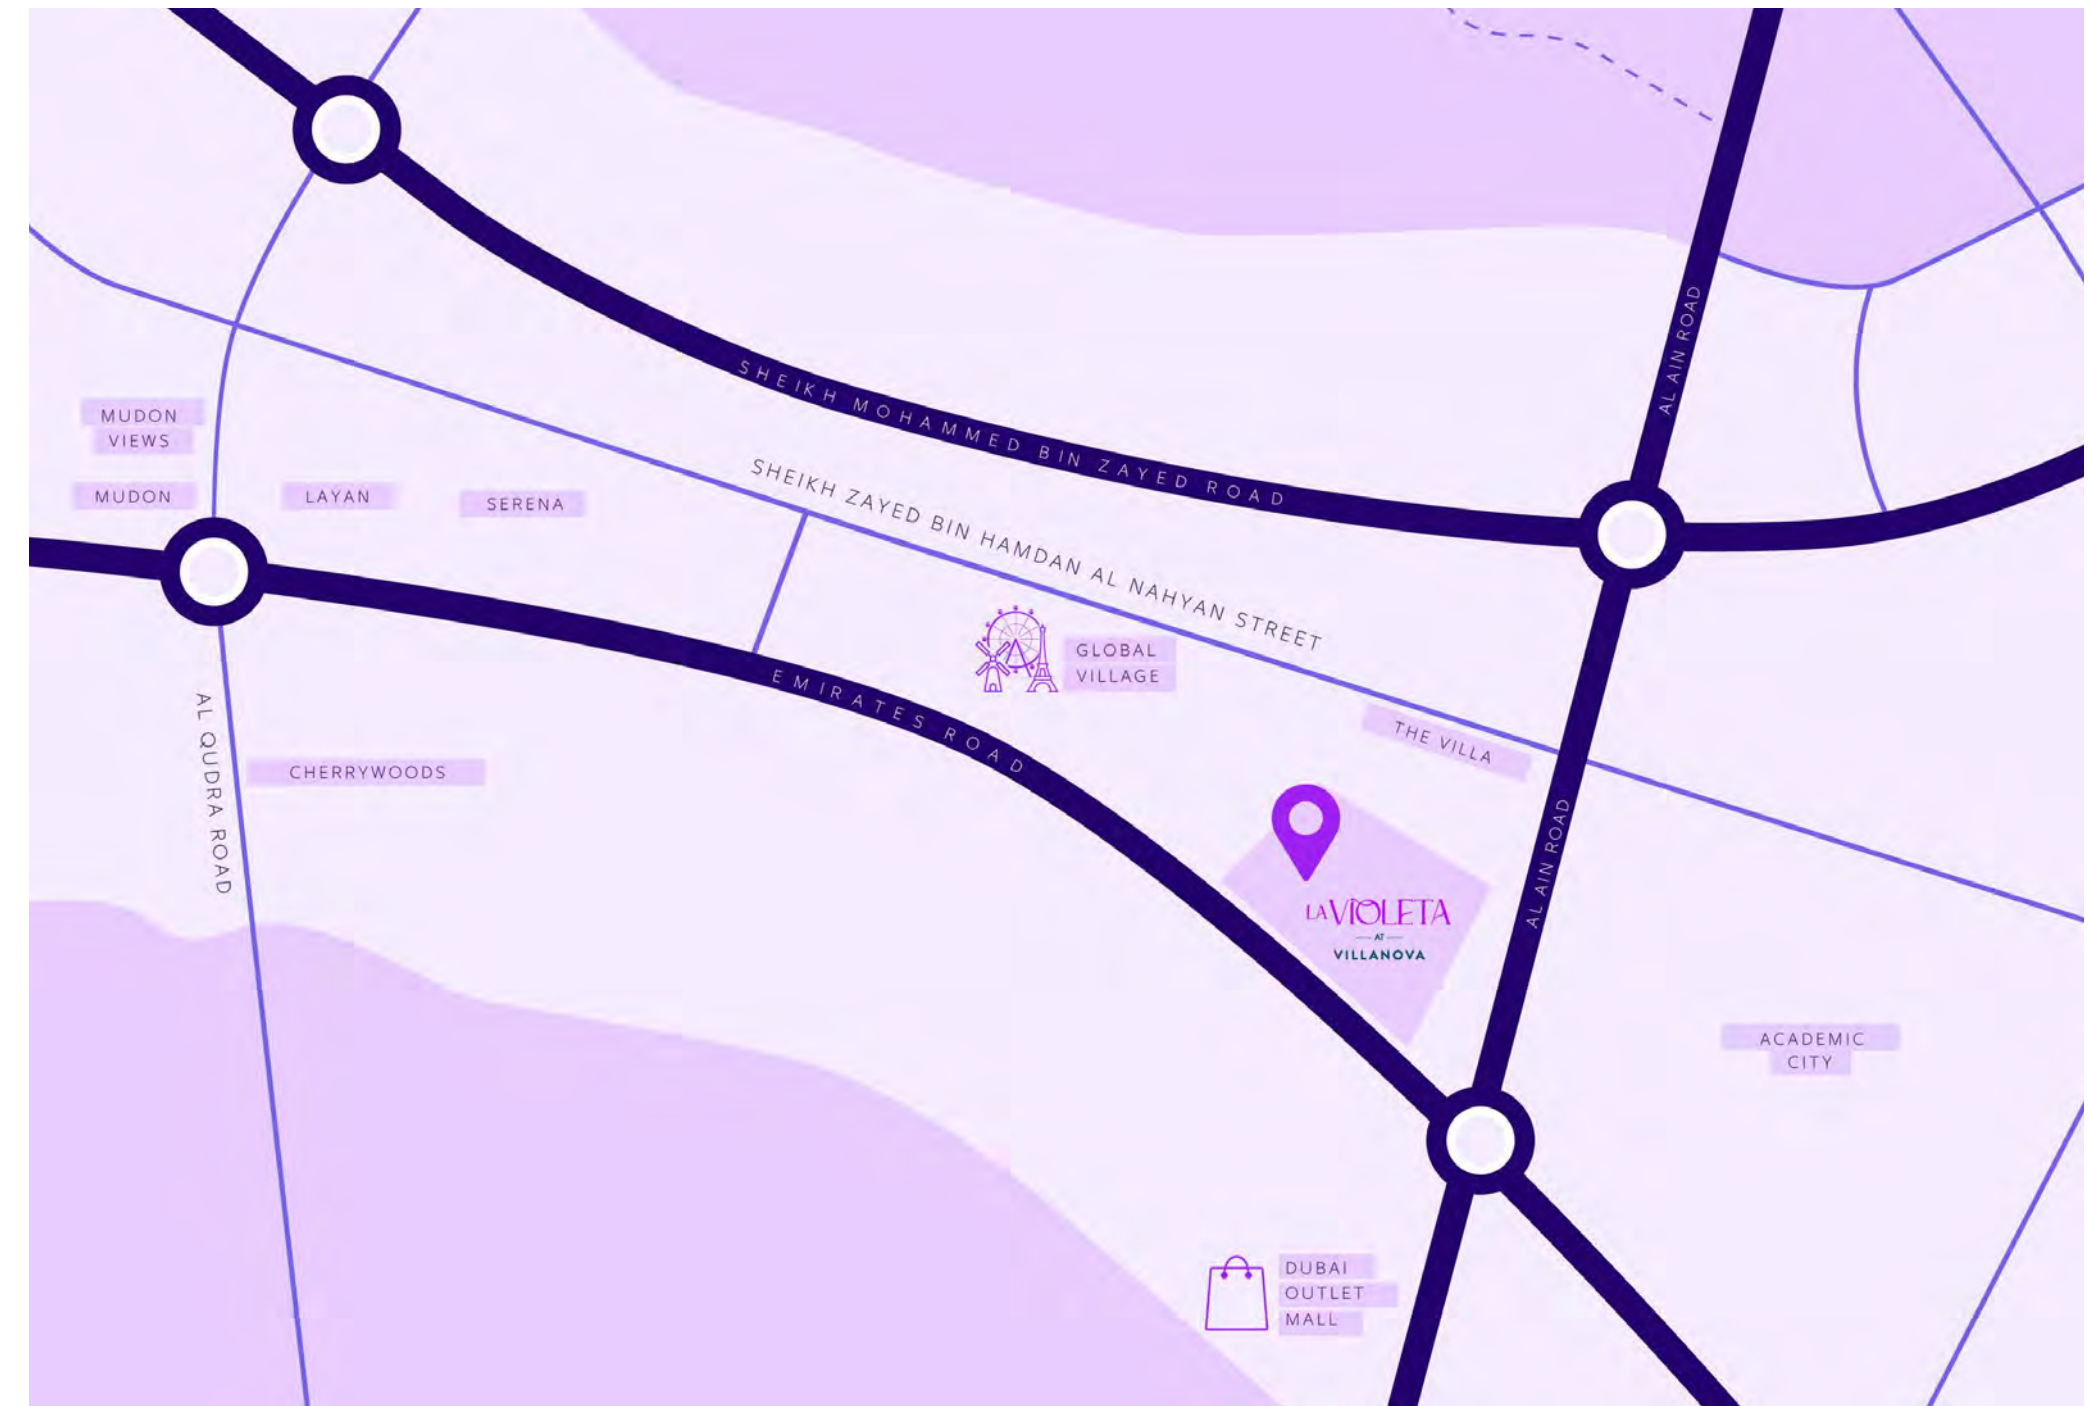 AL AIN ROAD
SHEIKH MOHAMMED BIN ZAYED ROAD
MUDON
VIEWS
MUDON
LAYAN
SERENA
SHEIKH ZAYED BIN HAMDAN AL NAHYAN STREET
GLOBAL
VILLAGE
EMIRATES ROAD
THE VILLA
AL QUDRA ROAD
CHERRYWOODS
AL AIN ROAD
LA VIOLETA
AT
VILLANOVA
ACADEMIC
CITY
DUBAI
OUTLET
MALL